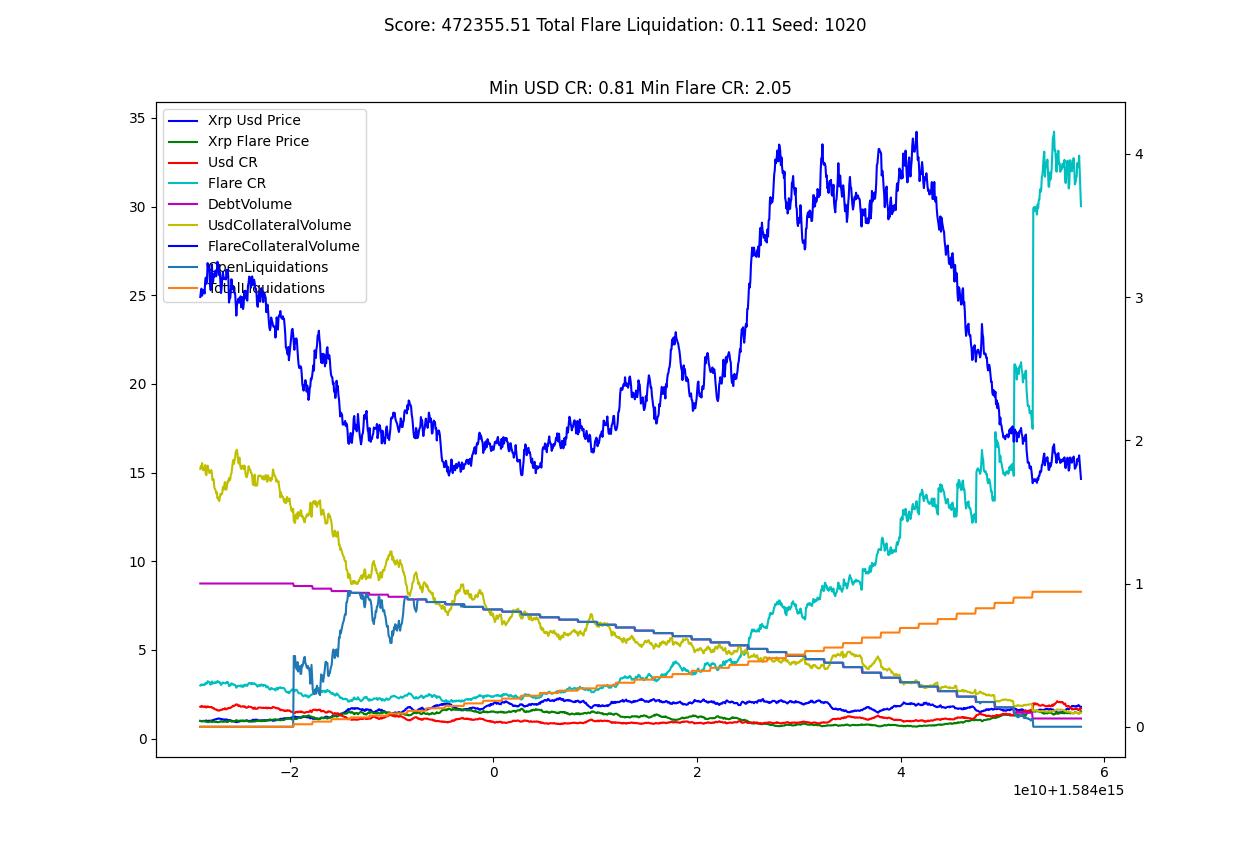 Score: 472355.51 Total Flare Liquidation: 0.11 Seed: 1020
Min USD CR: 0.81 Min Flare CR: 2.05
Xrp Usd Price
Xrp Flare Price
Usd CR
Flare CR
DebtVolume
UsdCollateralVolume
FlareCollateralVolume
OpenLiquidations
TotalLiquidations
35
30
25
20
15
10
5
0
4
3
2
1
0
−2
0
2
4
6
1e10+1.584e15